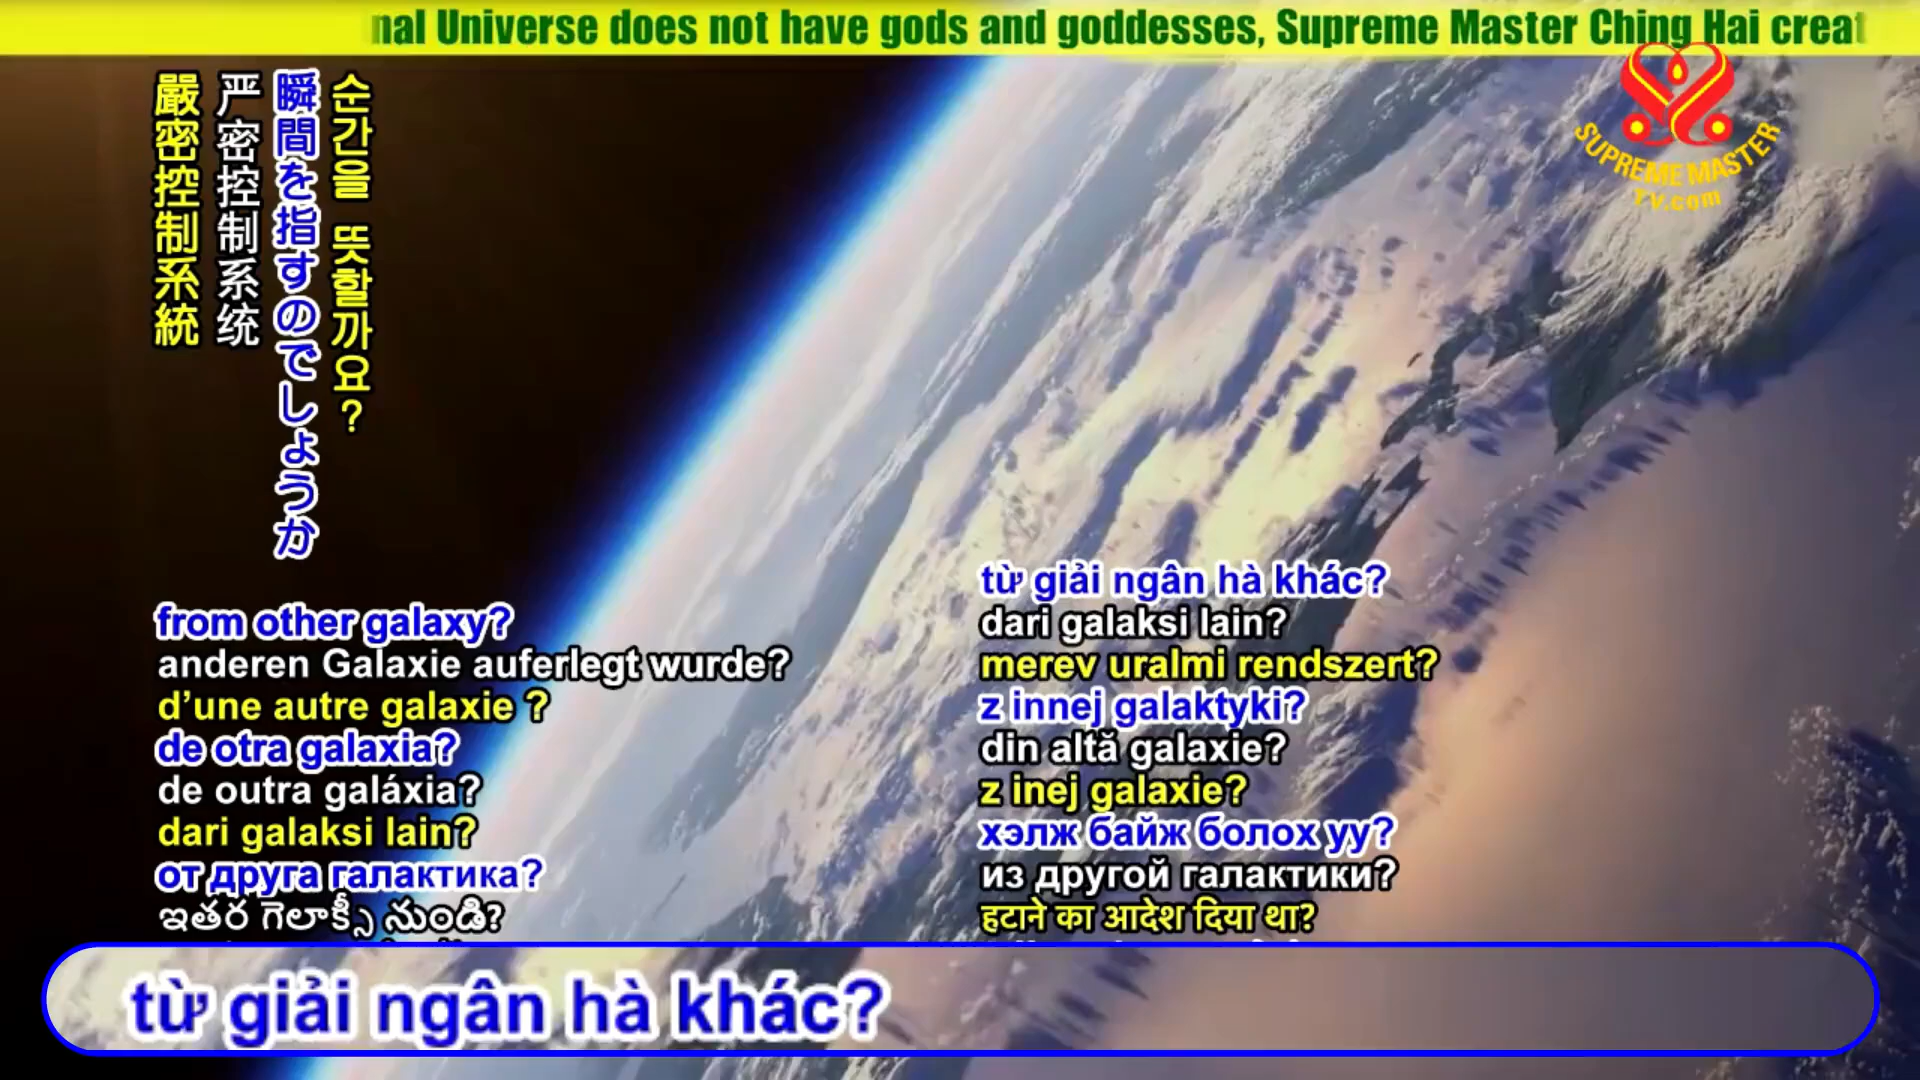 nal Universe does not have gods and goddesses, Supreme Master Ching Hai creat
SUPREME MASTER
TV.com
순간을 뜻할까요?
瞬間を指すのでしょうか
严密控制系统
嚴密控制系統
from other galaxy?
anderen Galaxie auferlegt wurde?
d’une autre galaxie ?
de otra galaxia?
de outra galáxia?
dari galaksi lain?
от друга галактика?
ఇతర గెలాక్సీ నుండి?
từ giải ngân hà khác?
dari galaksi lain?
merev uralmi rendszert?
z innej galaktyki?
din altă galaxie?
z inej galaxie?
хэлж байж болох уу?
из другой галактики?
हटाने का आदेश दिया था?
từ giải ngân hà khác?